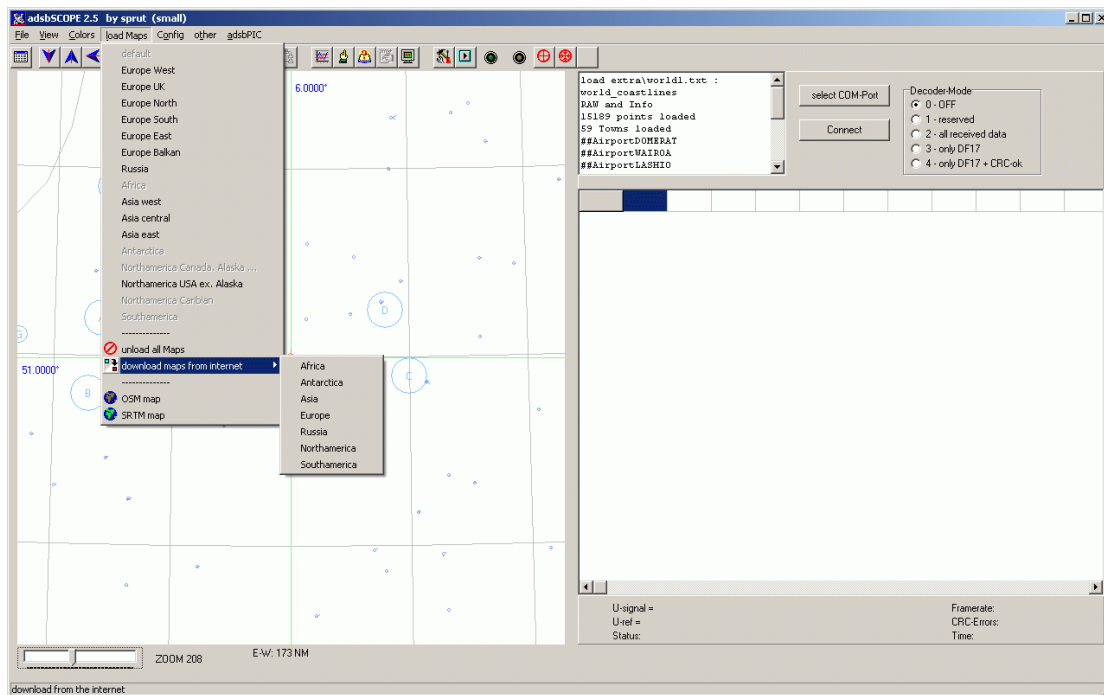 adsbSCOPE 2.5 by sprut (small)
File View Colors load Maps Config other adsbPIC
default
Europe West
Europe UK
Europe North
Europe South
Europe East
Europe Balkan
Russia
Africa
Asia west
Asia central
Asia east
Antarctica
Northamerica Canada, Alaska ...
Northamerica USA ex. Alaska
Northamerica Caribian
Southamerica
--------------
unload all Maps
download maps from internet
--------------
OSM map
SRTM map
Africa
Antarctica
Asia
Europe
Russia
Northamerica
Southamerica
6.0000°
51.0000°
D
C
B
G
load extra\world1.txt :
world_coastlines
RAW and Info
15189 points loaded
59 Towns loaded
##AirportDOMERAT
##AirportWAIROA
##AirportLASHIO
select COM-Port
Connect
Decoder-Mode
0 - OFF
1 - reserved
2 - all received data
3 - only DF17
4 - only DF17 + CRC-ok
U-signal =
U-ref =
Status:
Framerate:
CRC-Errors:
Time:
ZOOM 208
E-W: 173 NM
download from the internet